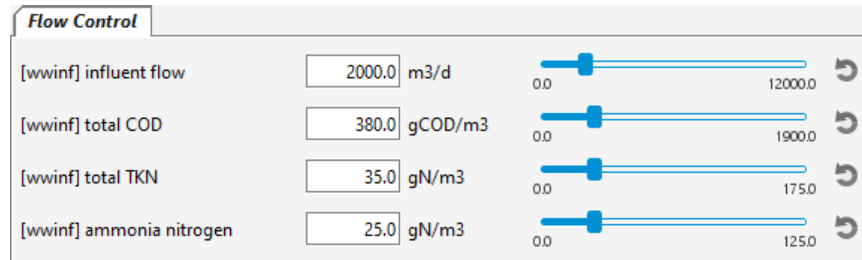 Flow Control
[wwinf] influent flow 2000.0 m3/d 0.0 12000.0
[wwinf] total COD 380.0 gCOD/m3 0.0 1900.0
[wwinf] total TKN 35.0 gN/m3 0.0 175.0
[wwinf] ammonia nitrogen 25.0 gN/m3 0.0 125.0